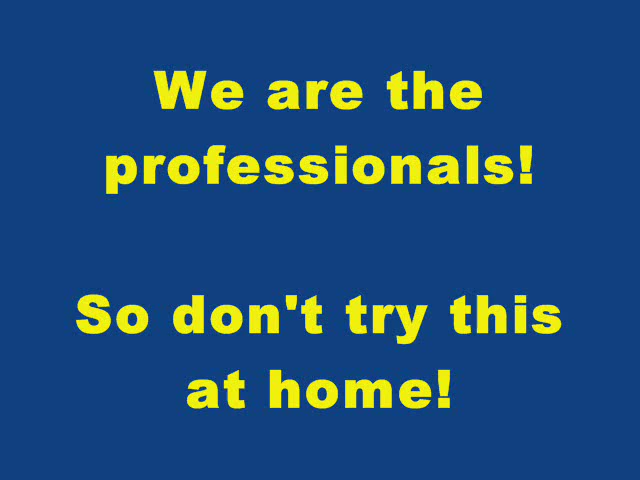 We are the
professionals!
So don't try this
at home!